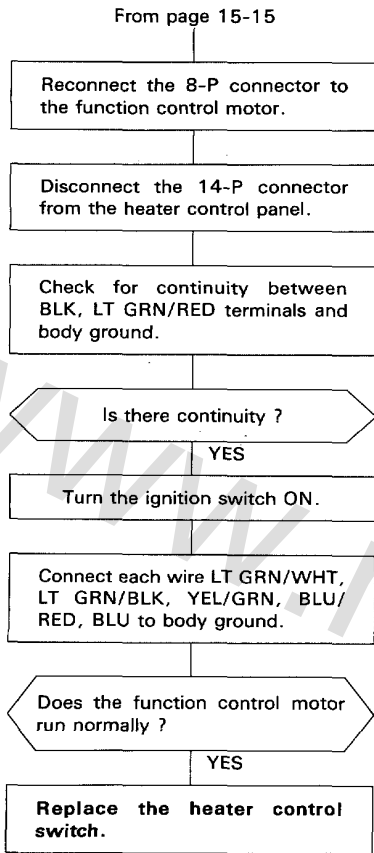 From page 15-15
Reconnect the 8-P connector to
the function control motor.
Disconnect the 14-P connector
from the heater control panel.
Check for continuity between
BLK, LT GRN/RED terminals and
body ground.
Is there continuity ?
YES
Turn the ignition switch ON.
Connect each wire LT GRN/WHT,
LT GRN/BLK, YEL/GRN, BLU/
RED, BLU to body ground.
Does the function control motor
run normally ?
YES
Replace the heater control
switch.